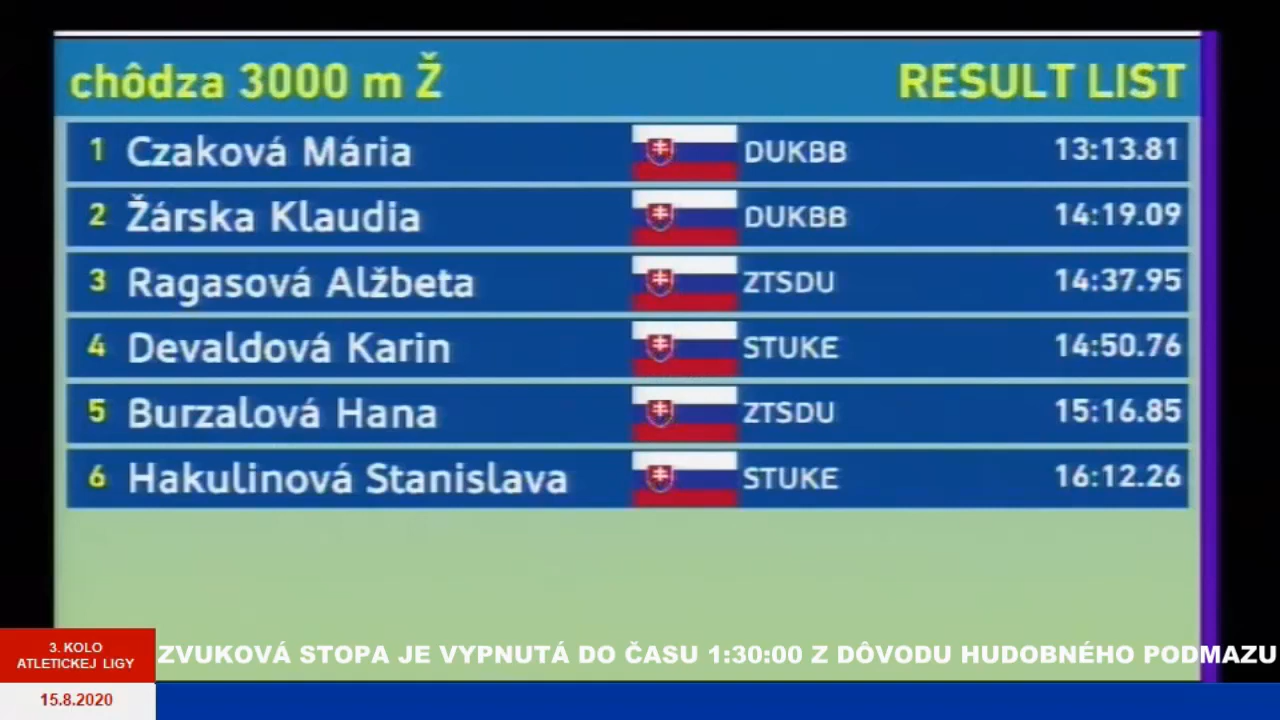 chôdza 3000 m Ž RESULT LIST
1 Czaková Mária DUKBB 13:13.81
2 Žárska Klaudia DUKBB 14:19.09
3 Ragasová Alžbeta ZTSDU 14:37.95
4 Devaldová Karin STUKE 14:50.76
5 Burzalová Hana ZTSDU 15:16.85
6 Hakulinová Stanislava STUKE 16:12.26
3. KOLO
ATLETICKEJ LIGY
ZVUKOVÁ STOPA JE VYPNUTÁ DO ČASU 1:30:00 Z DÔVODU HUDOBNÉHO PODMAZU
15.8.2020